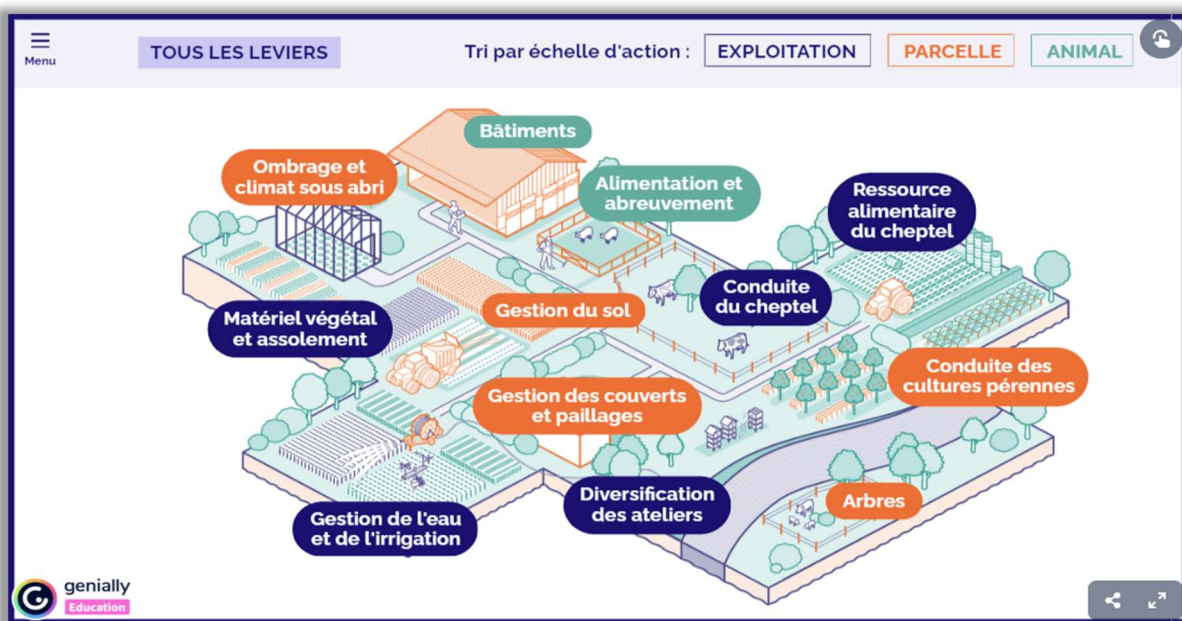 Menu
TOUS LES LEVIERS
Tri par échelle d'action :
EXPLOITATION
PARCELLE
ANIMAL
Bâtiments
Ombrage et
climat sous abri
Alimentation et
abreuvement
Ressource
alimentaire
du cheptel
Conduite
du cheptel
Gestion du sol
Matériel végétal
et assolement
Conduite des
cultures pérennes
Gestion des couverts
et paillages
Diversification
des ateliers
Arbres
Gestion de l'eau
et de l'irrigation
genially
Education